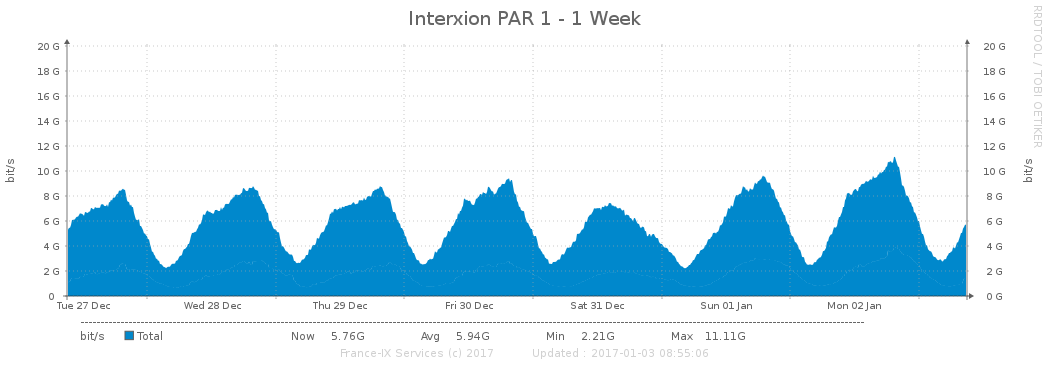 Interxion PAR 1 - 1 Week
RRDTOOL / TOBI OETIKER
bit/s
bit/s
20 G 20 G
18 G 18 G
16 G 16 G
14 G 14 G
12 G 12 G
10 G 10 G
8 G 8 G
6 G 6 G
4 G 4 G
2 G 2 G
0 0 G
Tue 27 Dec Wed 28 Dec Thu 29 Dec Fri 30 Dec Sat 31 Dec Sun 01 Jan Mon 02 Jan
bit/s Total Now 5.76G Avg 5.94G Min 2.21G Max 11.11G
France-IX Services (c) 2017 Updated : 2017-01-03 08:55:06